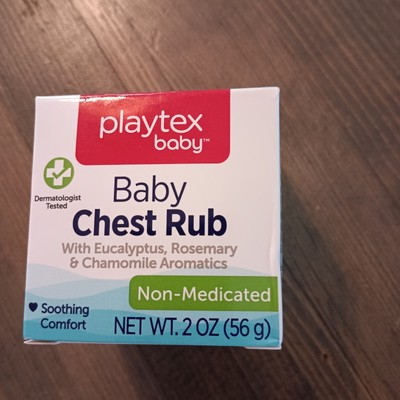 playtex
baby™
Dermatologist
Tested
Baby
Chest Rub
With Eucalyptus, Rosemary
& Chamomile Aromatics
Non-Medicated
Soothing
Comfort
NET WT. 2 OZ (56 g)